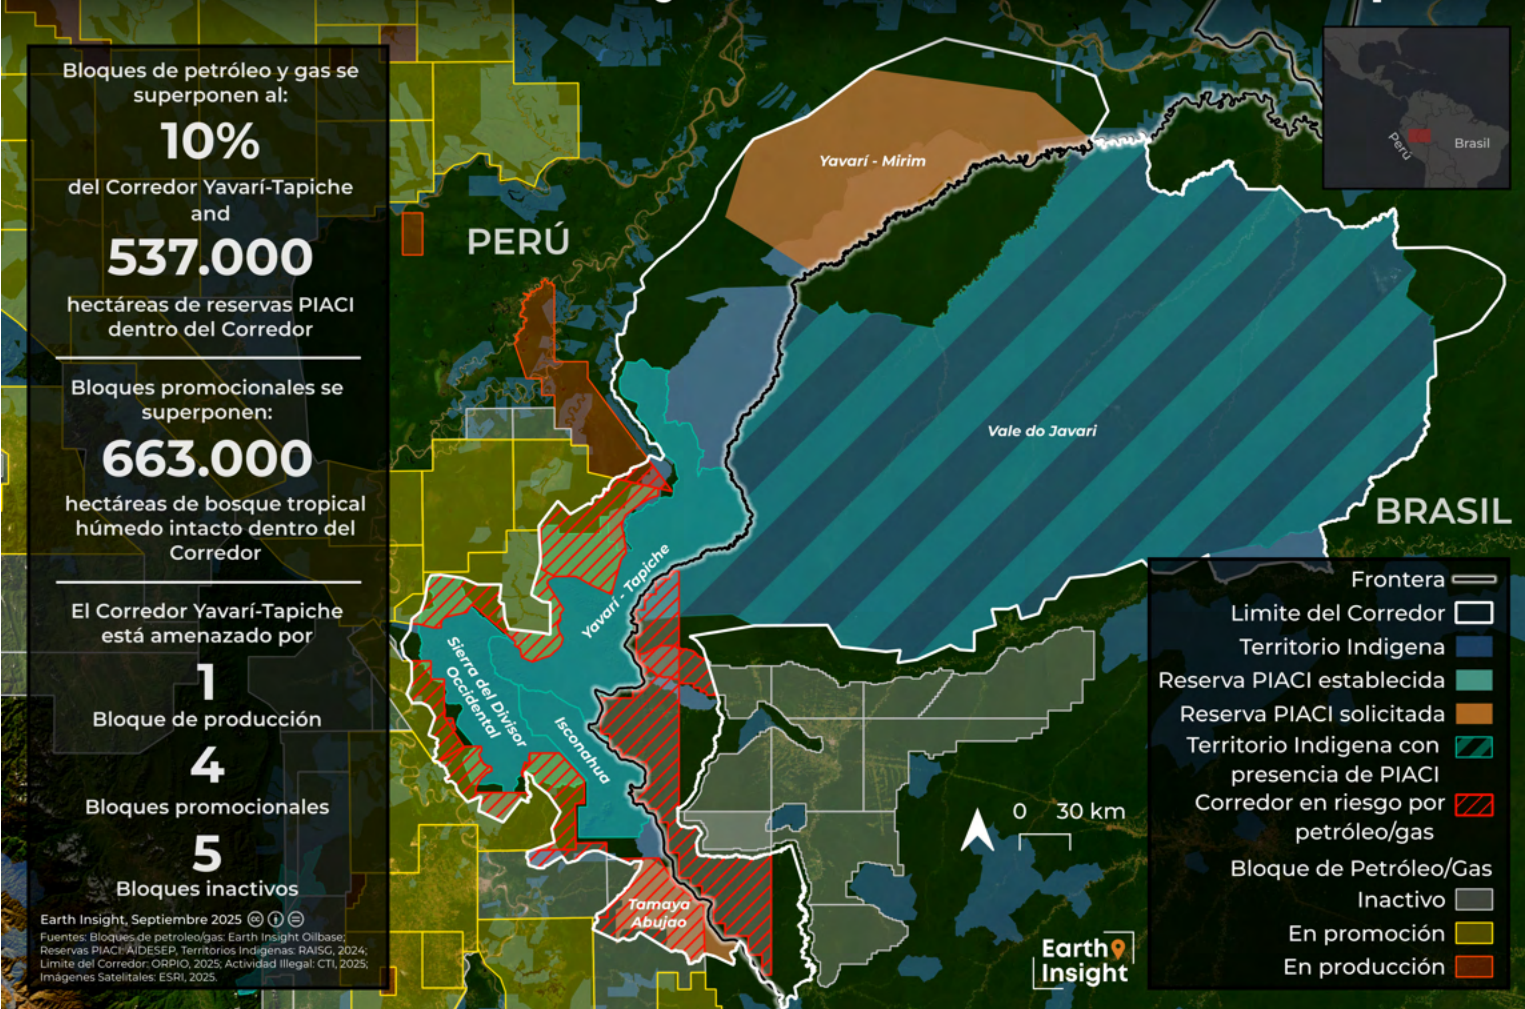 Bloques de petróleo y gas se
superponen al:
10%
del Corredor Yavarí-Tapiche
and
537.000
hectáreas de reservas PIACI
dentro del Corredor
Bloques promocionales se
superponen:
663.000
hectáreas de bosque tropical
húmedo intacto dentro del
Corredor
El Corredor Yavarí-Tapiche
está amenazado por
1
Bloque de producción
4
Bloques promocionales
5
Bloques inactivos
Earth Insight, Septiembre 2025
Fuentes: Bloques de petroleo/gas: Earth Insight Oilbase;
Reservas PIACI: AIDESEP, Territorios Indigenas: RAISG, 2024;
Limite del Corredor: ORPIO, 2025; Actividad Illegal: CTI, 2025;
Imágenes Satelitales: ESRI, 2025.
PERÚ
Yavarí - Mirim
Vale do Javari
Yavarí - Tapiche
Sierra del Divisor
Occidental
Isconahua
Tamaya
Abujao
BRASIL
Perú
Brasil
Frontera
Limite del Corredor
Territorio Indigena
Reserva PIACI establecida
Reserva PIACI solicitada
Territorio Indigena con
presencia de PIACI
Corredor en riesgo por
petróleo/gas
Bloque de Petróleo/Gas
Inactivo
En promoción
En producción
0 30 km
Earth
Insight